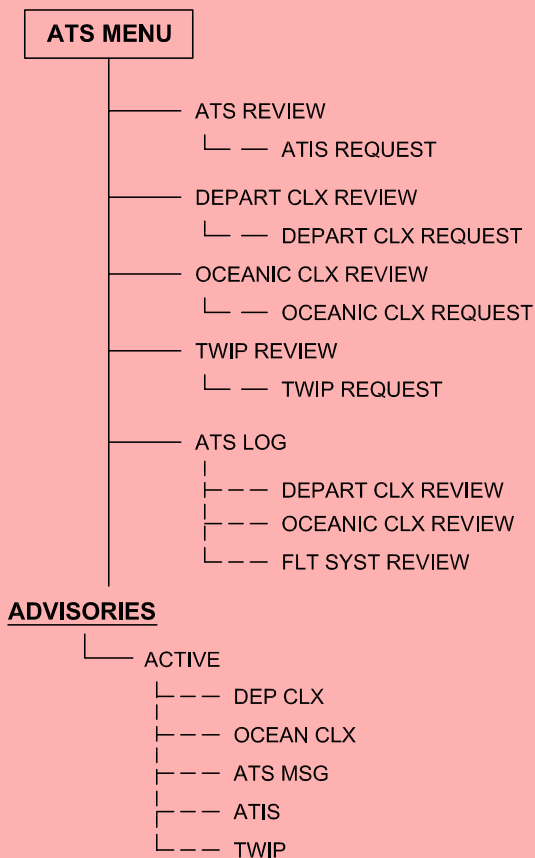 ATS MENU
ATS REVIEW
ATIS REQUEST
DEPART CLX REVIEW
DEPART CLX REQUEST
OCEANIC CLX REVIEW
OCEANIC CLX REQUEST
TWIP REVIEW
TWIP REQUEST
ATS LOG
DEPART CLX REVIEW
OCEANIC CLX REVIEW
FLT SYST REVIEW
ADVISORIES
ACTIVE
DEP CLX
OCEAN CLX
ATS MSG
ATIS
TWIP